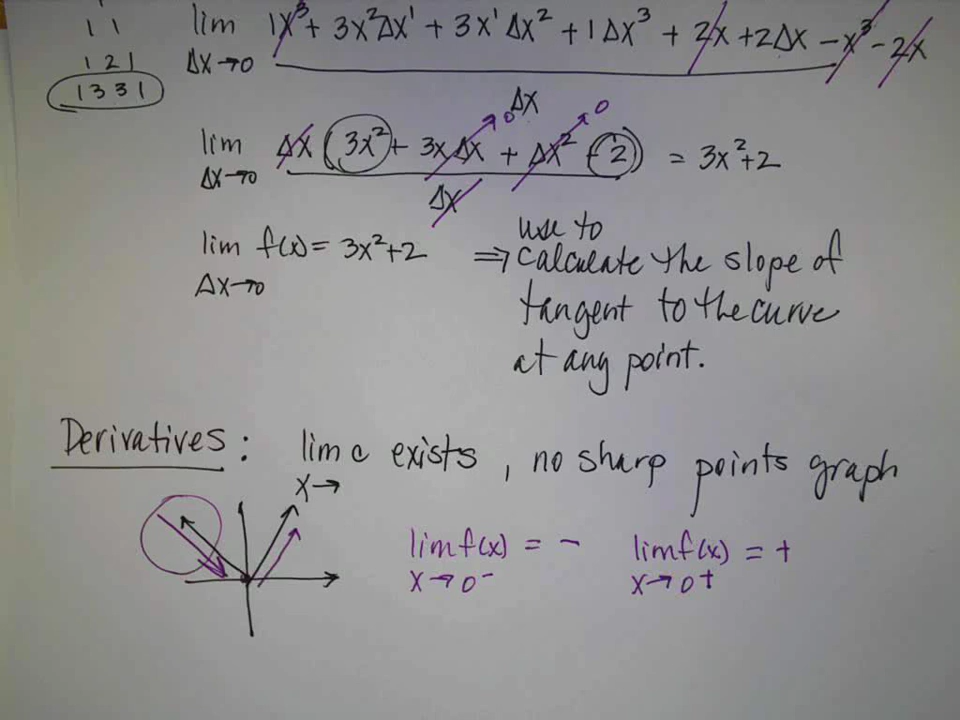 1 1
1 2 1
1 3 3 1
lim 1x³ + 3x²Δx¹ + 3x¹Δx² + 1Δx³ + 2x + 2Δx - x³ - 2x
Δx→0
Δx
lim Δx (3x² + 3xΔx + Δx² + 2) = 3x²+2
Δx→0
Δx
0 0
lim f(x) = 3x²+2
Δx→0
use to
⇒ calculate the slope of
tangent to the curve
at any point.
Derivatives: lim c exists, no sharp points graph
x→
lim f(x) = -
x→0⁻
lim f(x) = +
x→0+